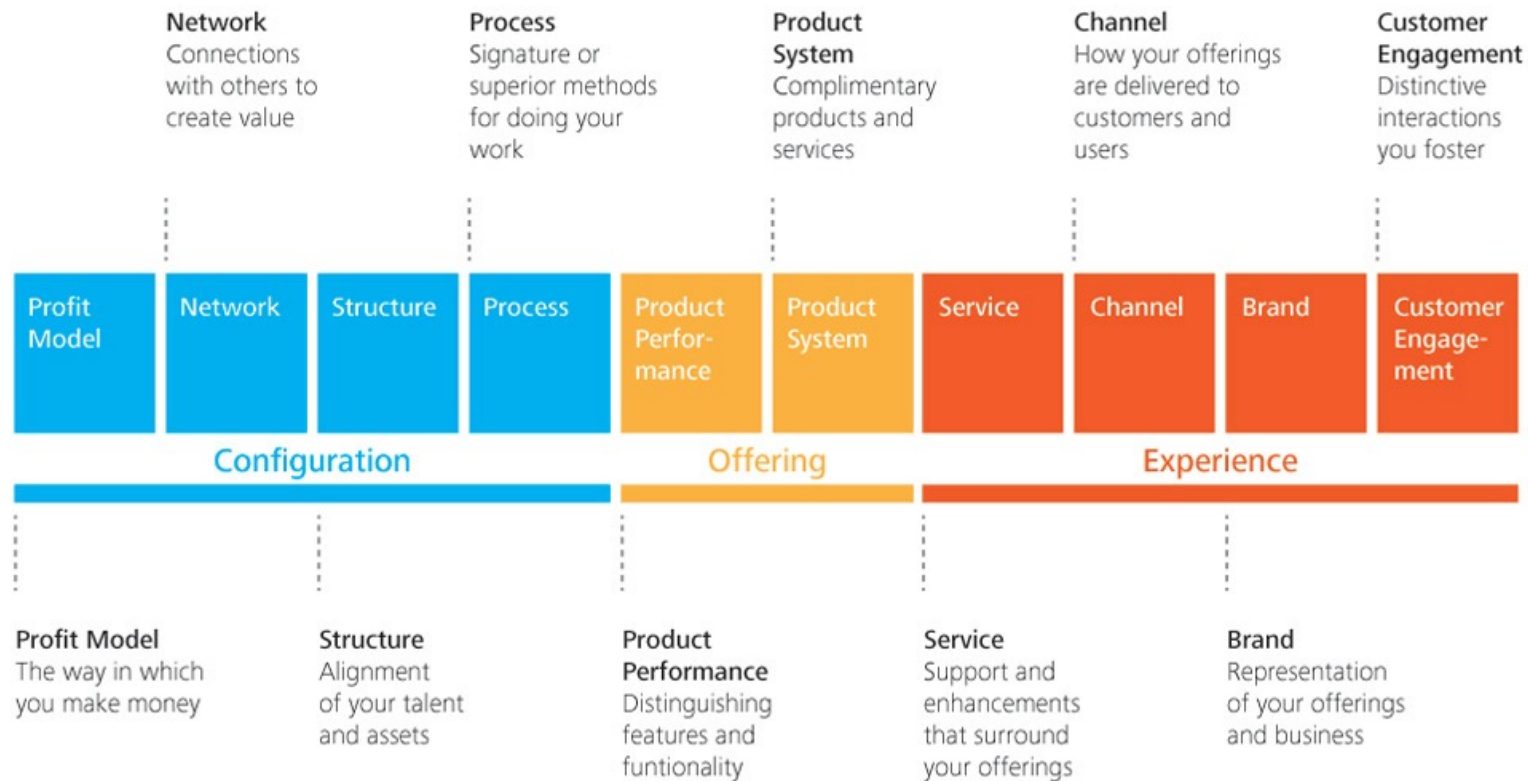 Network
Connections
with others to
create value
Process
Signature or
superior methods
for doing your
work
Product
System
Complimentary
products and
services
Channel
How your offerings
are delivered to
customers and
users
Customer
Engagement
Distinctive
interactions
you foster
Profit
Model
Network
Structure
Process
Product
Perfor-
mance
Product
System
Service
Channel
Brand
Customer
Engage-
ment
Configuration
Offering
Experience
Profit Model
The way in which
you make money
Structure
Alignment
of your talent
and assets
Product
Performance
Distinguishing
features and
funtionality
Service
Support and
enhancements
that surround
your offerings
Brand
Representation
of your offerings
and business